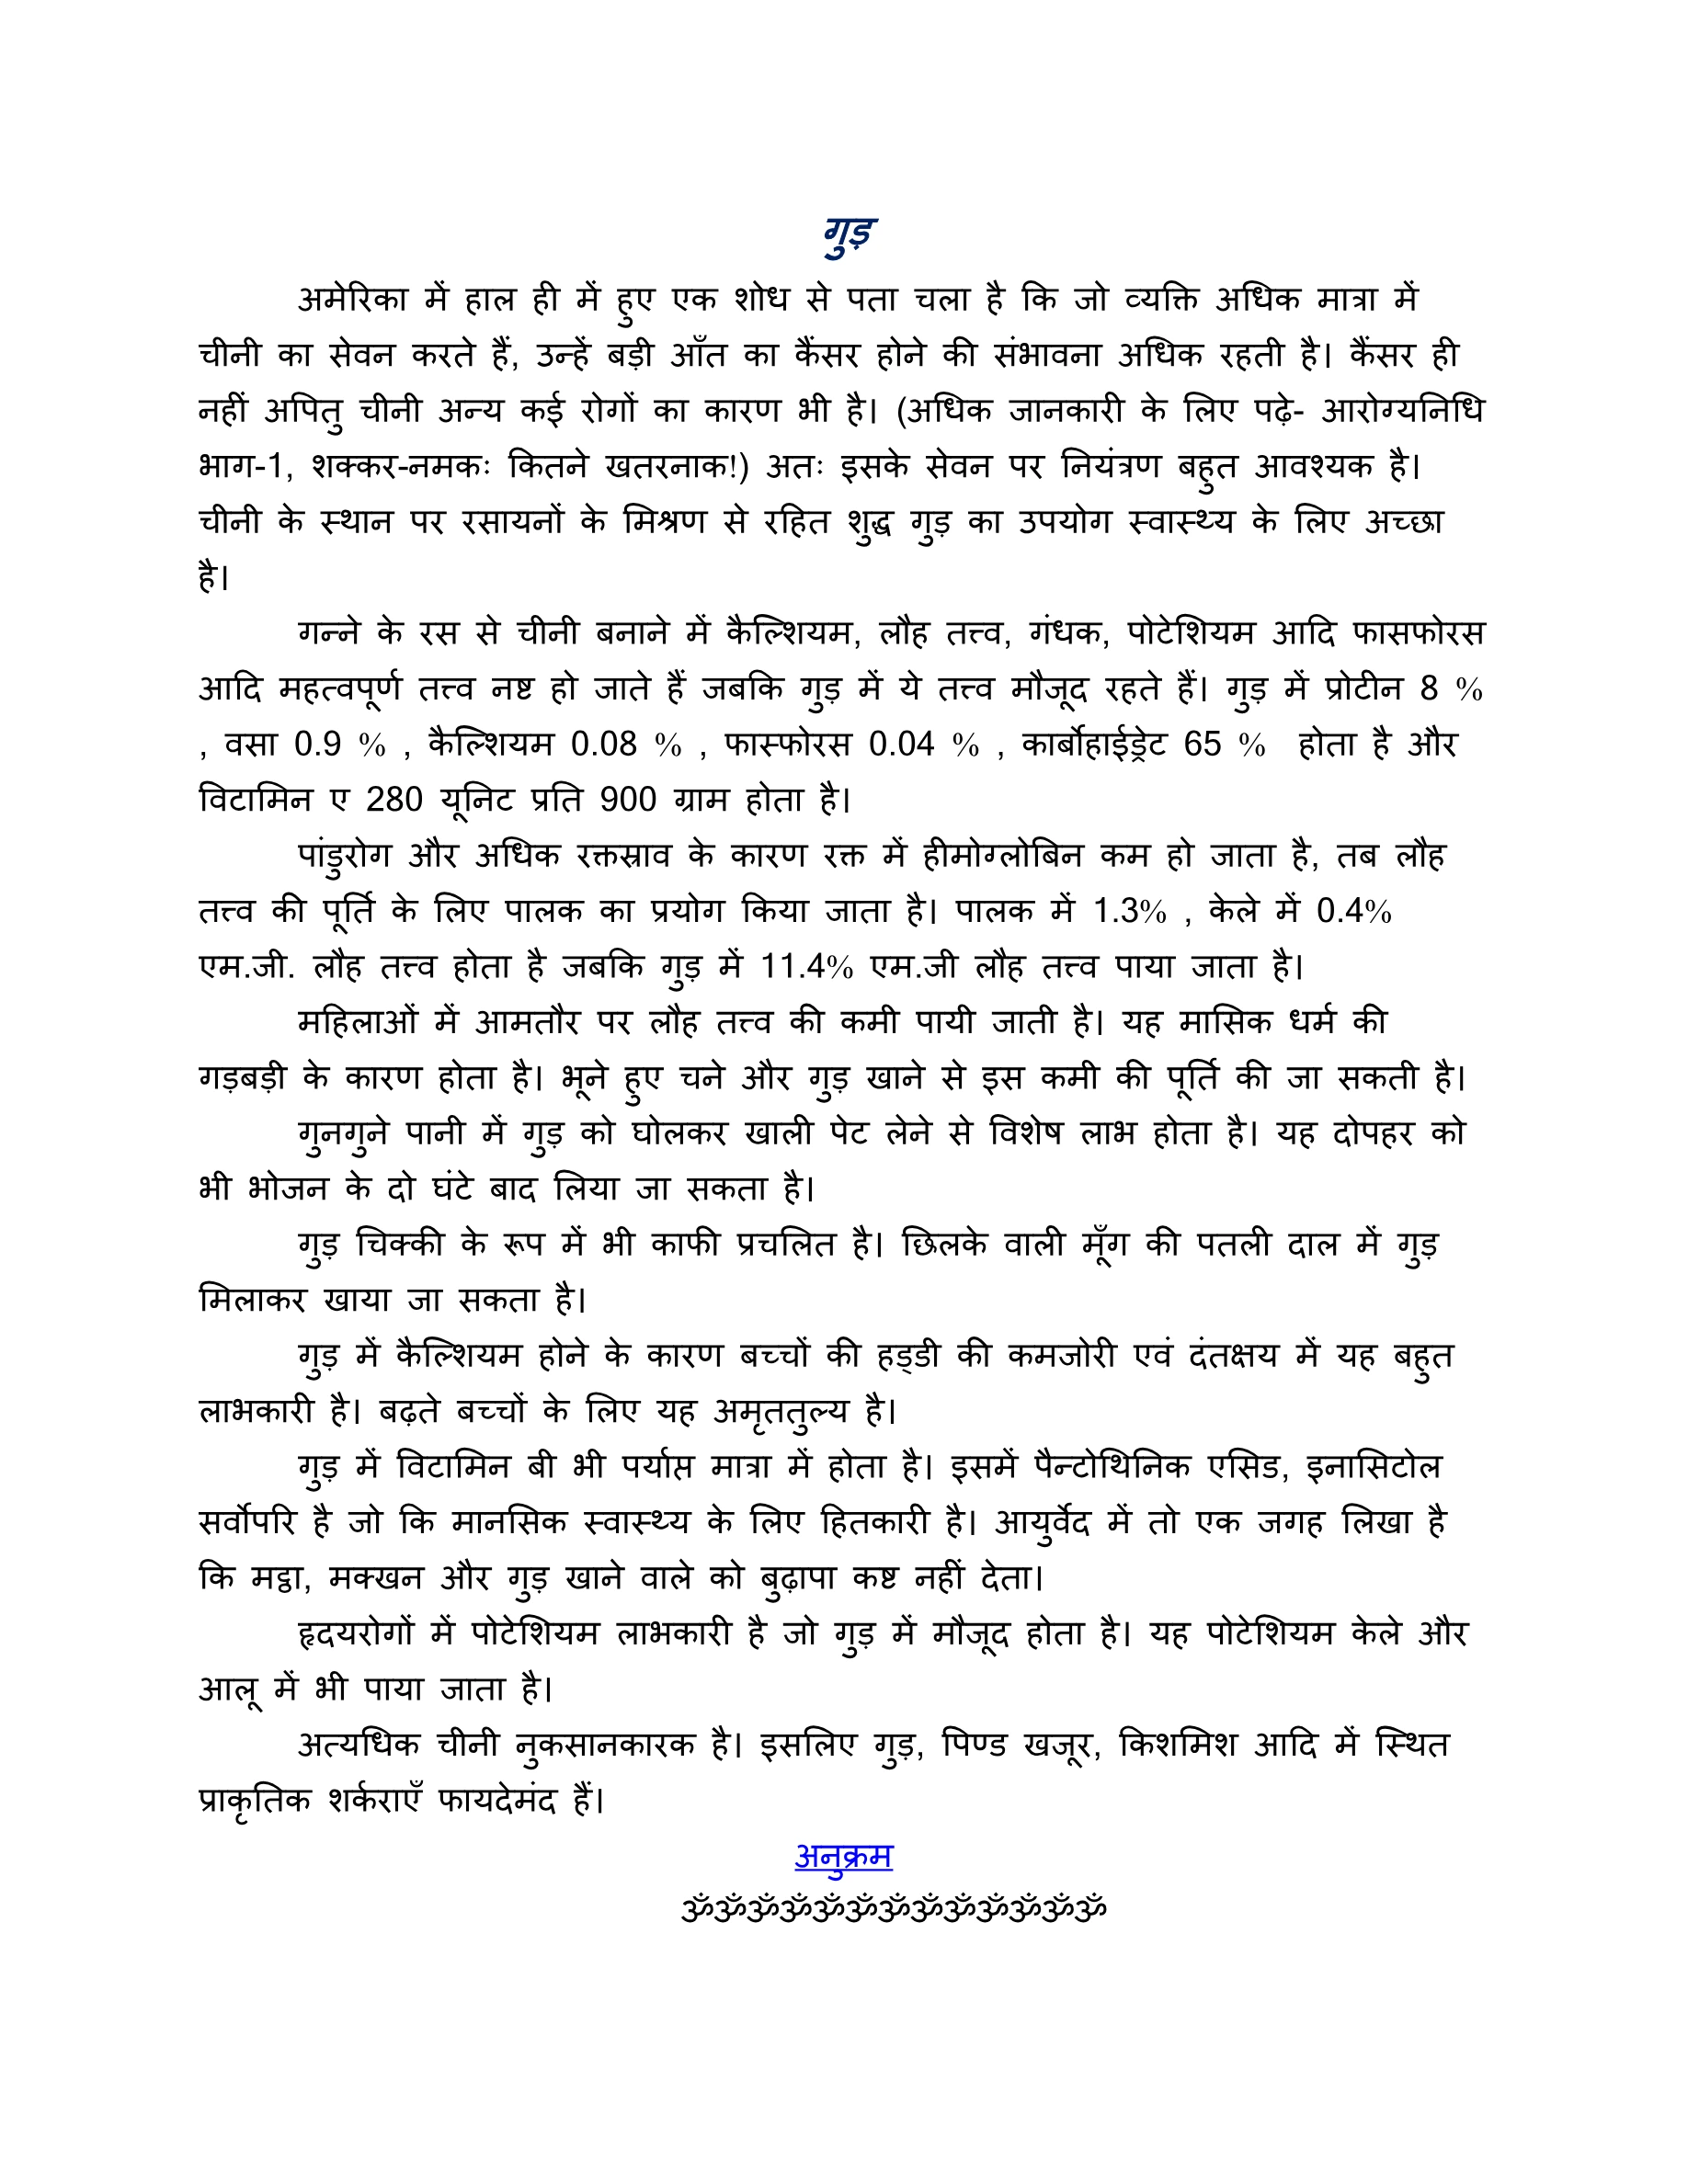 गुड़
अमेरिका में हाल ही में हुए एक शोध से पता चला है कि जो व्यक्ति अधिक मात्रा में
चीनी का सेवन करते हैं, उन्हें बड़ी आँत का कैंसर होने की संभावना अधिक रहती है। कैंसर ही
नहीं अपितु चीनी अन्य कई रोगों का कारण भी है। (अधिक जानकारी के लिए पढ़े- आरोग्यनिधि
भाग-1, शक्कर-नमकः कितने खतरनाक!) अतः इसके सेवन पर नियंत्रण बहुत आवश्यक है।
चीनी के स्थान पर रसायनों के मिश्रण से रहित शुद्ध गुड़ का उपयोग स्वास्थ्य के लिए अच्छा
है।
गन्ने के रस से चीनी बनाने में कैल्शियम, लौह तत्त्व, गंधक, पोटेशियम आदि फासफोरस
आदि महत्वपूर्ण तत्त्व नष्ट हो जाते हैं जबकि गुड़ में ये तत्त्व मौजूद रहते हैं। गुड़ में प्रोटीन 8 %
, वसा 0.9 % , कैल्शियम 0.08 % , फास्फोरस 0.04 % , कार्बोहाईड्रेट 65 % होता है और
विटामिन ए 280 यूनिट प्रति 900 ग्राम होता है।
पांडुरोग और अधिक रक्तस्राव के कारण रक्त में हीमोग्लोबिन कम हो जाता है, तब लौह
तत्त्व की पूर्ति के लिए पालक का प्रयोग किया जाता है। पालक में 1.3% , केले में 0.4%
एम.जी. लौह तत्त्व होता है जबकि गुड़ में 11.4% एम.जी लौह तत्त्व पाया जाता है।
महिलाओं में आमतौर पर लौह तत्त्व की कमी पायी जाती है। यह मासिक धर्म की
गड़बड़ी के कारण होता है। भूने हुए चने और गुड़ खाने से इस कमी की पूर्ति की जा सकती है।
गुनगुने पानी में गुड़ को घोलकर खाली पेट लेने से विशेष लाभ होता है। यह दोपहर को
भी भोजन के दो घंटे बाद लिया जा सकता है।
गुड़ चिक्की के रूप में भी काफी प्रचलित है। छिलके वाली मूँग की पतली दाल में गुड़
मिलाकर खाया जा सकता है।
गुड़ में कैल्शियम होने के कारण बच्चों की हड्डी की कमजोरी एवं दंतक्षय में यह बहुत
लाभकारी है। बढ़ते बच्चों के लिए यह अमृततुल्य है।
गुड़ में विटामिन बी भी पर्याप्त मात्रा में होता है। इसमें पैन्टोथिनिक एसिड, इनासिटोल
सर्वोपरि है जो कि मानसिक स्वास्थ्य के लिए हितकारी है। आयुर्वेद में तो एक जगह लिखा है
कि मट्ठा, मक्खन और गुड़ खाने वाले को बुढ़ापा कष्ट नहीं देता।
हृदयरोगों में पोटेशियम लाभकारी है जो गुड़ में मौजूद होता है। यह पोटेशियम केले और
आलू में भी पाया जाता है।
अत्यधिक चीनी नुकसानकारक है। इसलिए गुड़, पिण्ड खजूर, किशमिश आदि में स्थित
प्राकृतिक शर्कराएँ फायदेमंद हैं।
अनुक्रम
ॐॐॐॐॐॐॐॐॐॐॐॐॐ